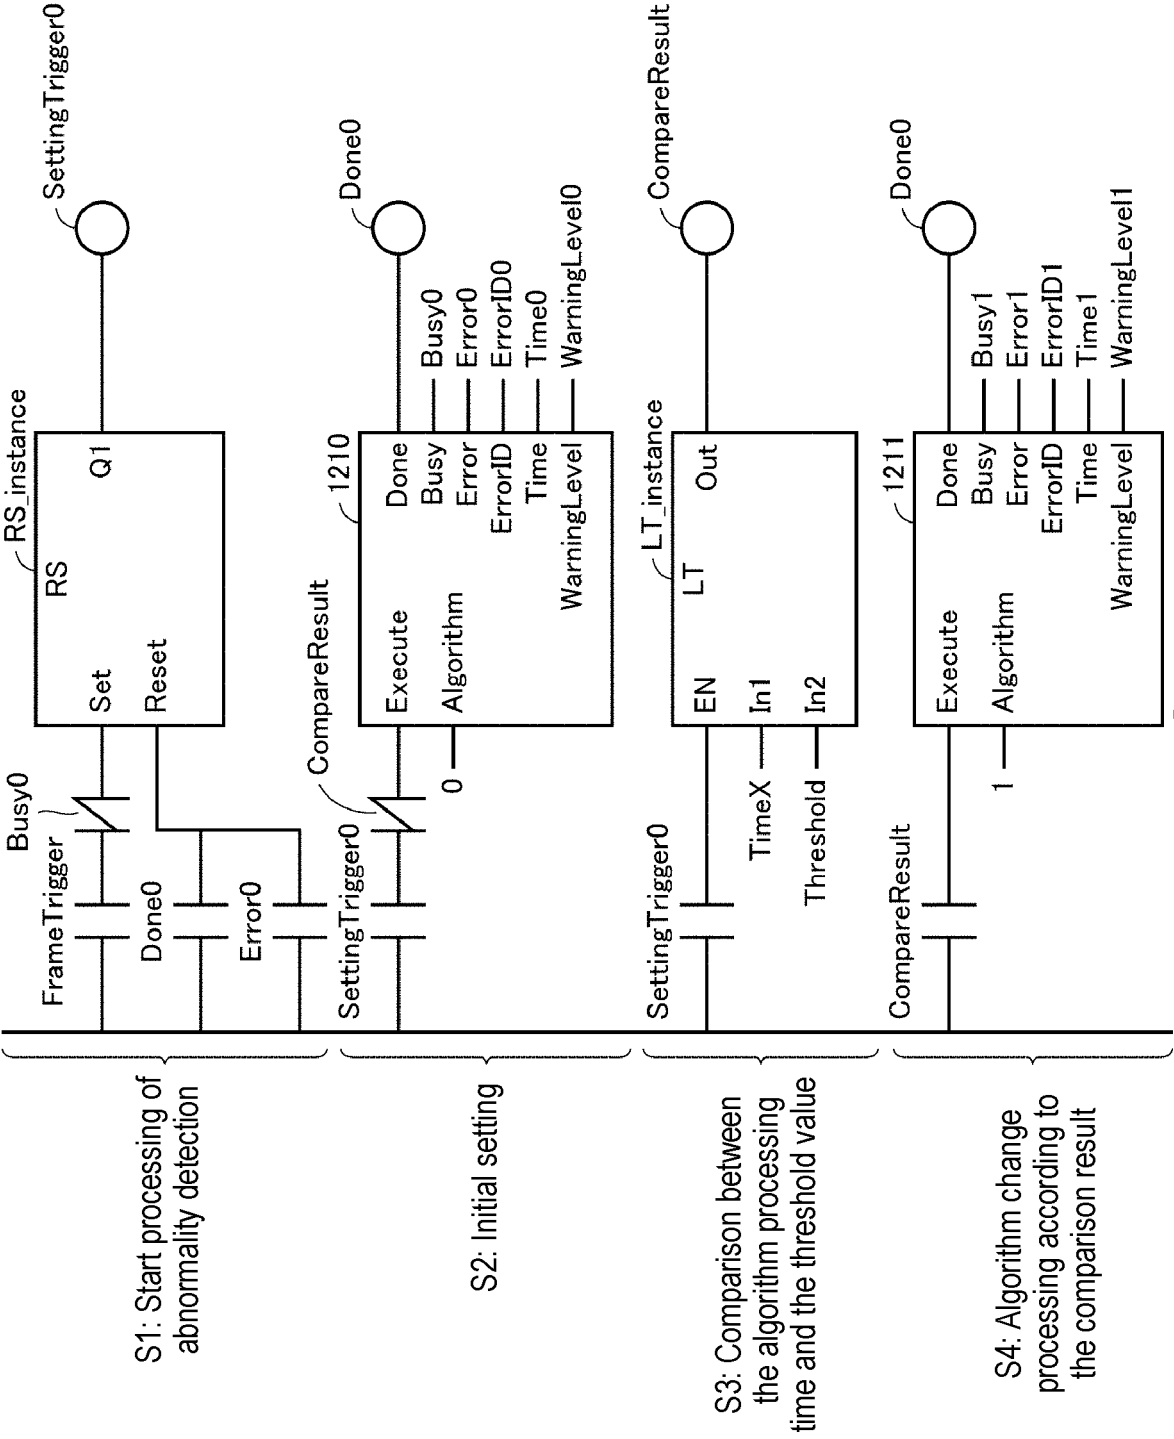 S1: Start processing of
abnormality detection
FrameTrigger
Busy0
Done0
Error0
RS_instance
RS
Set
Reset
Q1
SettingTrigger0
S2: Initial setting
SettingTrigger0
CompareResult
0
1210
Execute
Algorithm
Done
Busy
Error
ErrorID
Time
WarningLevel
Done0
Busy0
Error0
ErrorID0
Time0
WarningLevel0
S3: Comparison between
the algorithm processing
time and the threshold value
SettingTrigger0
TimeX
Threshold
LT_instance
LT
EN
In1
In2
Out
CompareResult
S4: Algorithm change
processing according to
the comparison result
CompareResult
1
1211
Execute
Algorithm
Done
Busy
Error
ErrorID
Time
WarningLevel
Done0
Busy1
Error1
ErrorID1
Time1
WarningLevel1